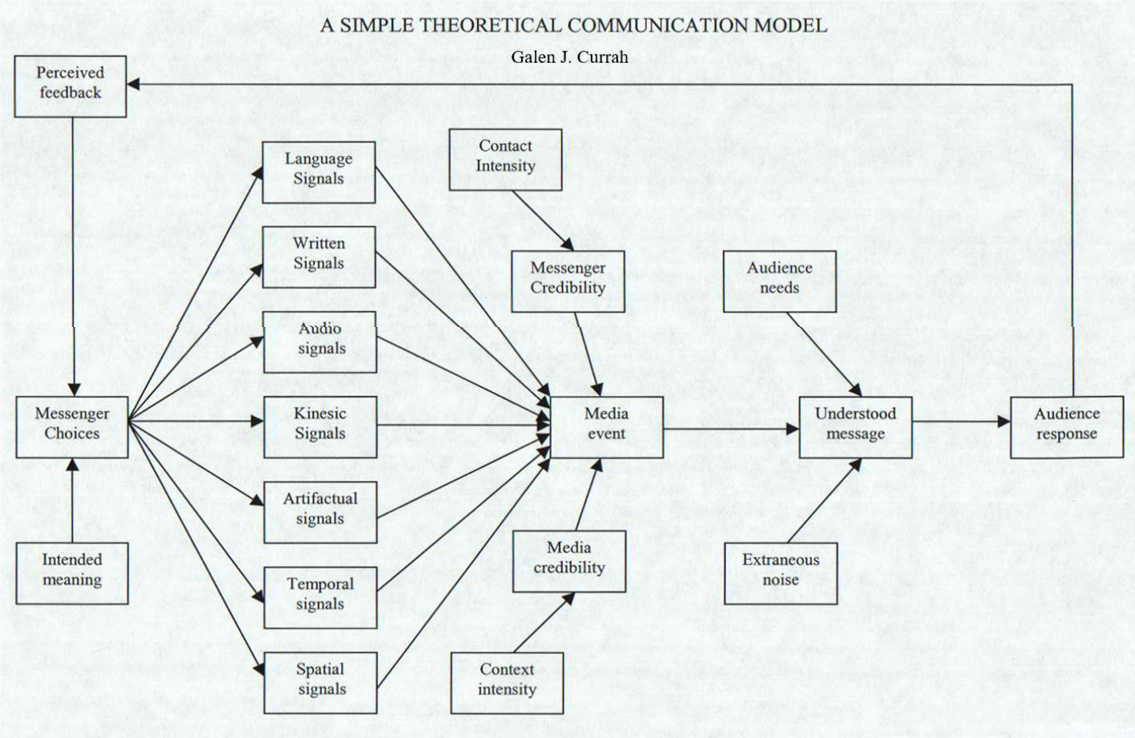 A SIMPLE THEORETICAL COMMUNICATION MODEL
Galen J. Currah
Perceived
feedback
Language
Signals
Contact
Intensity
Written
Signals
Messenger
Credibility
Audience
needs
Audio
signals
Messenger
Choices
Kinesic
Signals
Media
event
Understood
message
Audience
response
Artifactual
signals
Intended
meaning
Media
credibility
Extraneous
noise
Temporal
signals
Spatial
signals
Context
intensity